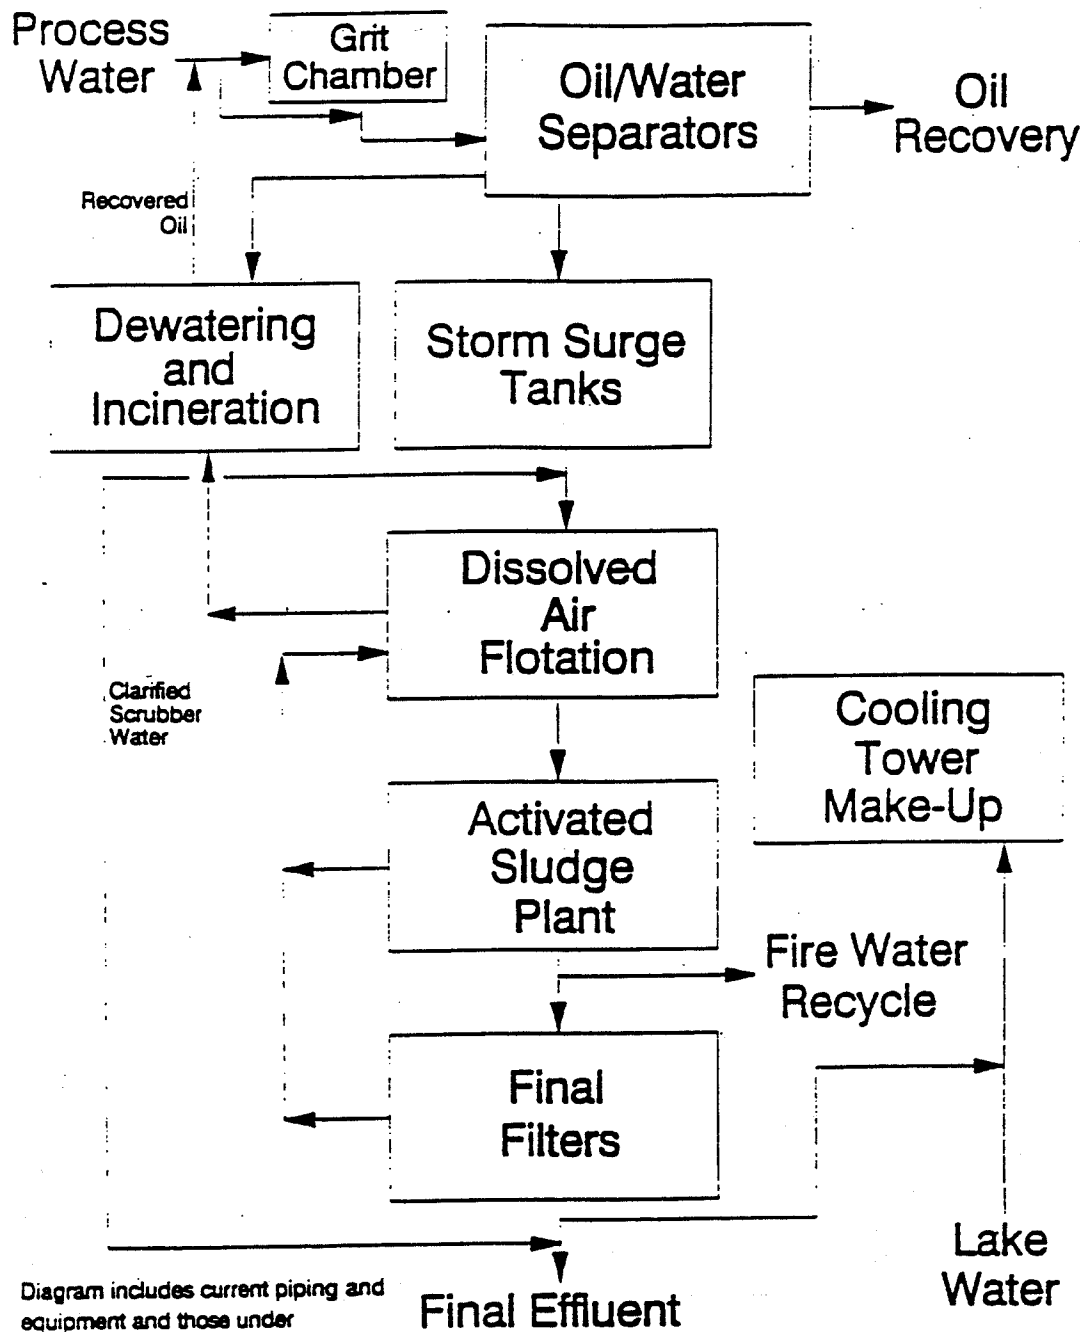 Process
Water
Grit
Chamber
Oil/Water
Separators
Oil
Recovery
Recovered
Oil
Dewatering
and
Incineration
Storm Surge
Tanks
Dissolved
Air
Flotation
Clarified
Scrubber
Water
Cooling
Tower
Make-Up
Activated
Sludge
Plant
Fire Water
Recycle
Final
Filters
Lake
Water
Diagram includes current piping and
equipment and those under
Final Effluent